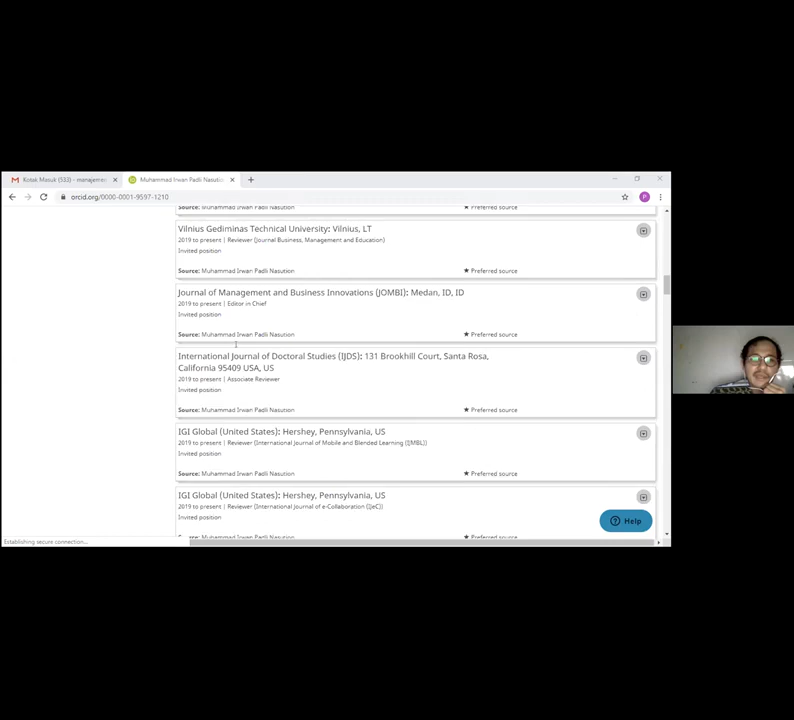 Kotak Masuk (533) - manajemen
Muhammad Irwan Padli Nasution
orcid.org/0000-0001-9597-1210
P
Source: Muhammad Irwan Padli Nasution
★ Preferred source
Vilnius Gediminas Technical University: Vilnius, LT
2019 to present | Reviewer (Journal Business, Management and Education)
Invited position
Source: Muhammad Irwan Padli Nasution
★ Preferred source
Journal of Management and Business Innovations (JOMBI): Medan, ID, ID
2019 to present | Editor in Chief
Invited position
Source: Muhammad Irwan Padli Nasution
★ Preferred source
International Journal of Doctoral Studies (IJDS): 131 Brookhill Court, Santa Rosa,
California 95409 USA, US
2019 to present | Associate Reviewer
Invited position
Source: Muhammad Irwan Padli Nasution
★ Preferred source
IGI Global (United States): Hershey, Pennsylvania, US
2019 to present | Reviewer (International Journal of Mobile and Blended Learning (IJMBL))
Invited position
Source: Muhammad Irwan Padli Nasution
★ Preferred source
IGI Global (United States): Hershey, Pennsylvania, US
2019 to present | Reviewer (International Journal of e-Collaboration (IJeC))
Invited position
Source: Muhammad Irwan Padli Nasution
★ Preferred source
Help
Establishing secure connection...